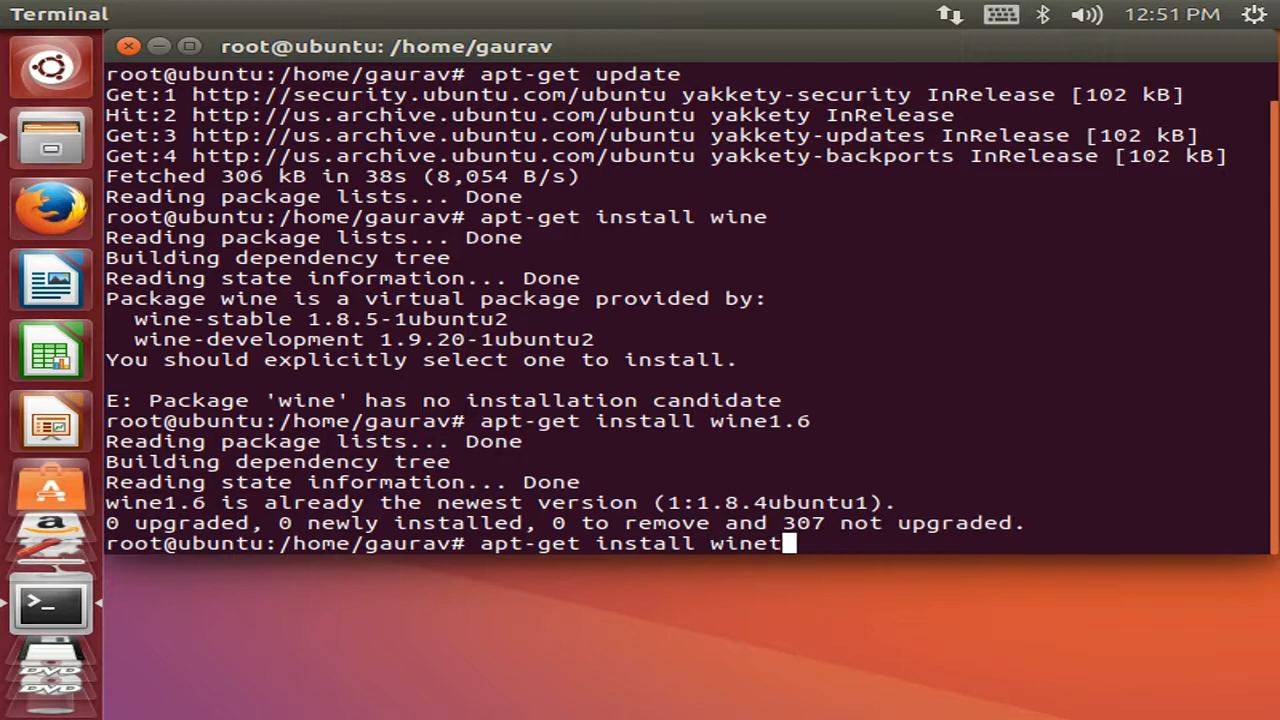 Terminal
12:51 PM
root@ubuntu: /home/gaurav
root@ubuntu:/home/gaurav# apt-get update
Get:1 http://security.ubuntu.com/ubuntu yakkety-security InRelease [102 kB]
Hit:2 http://us.archive.ubuntu.com/ubuntu yakkety InRelease
Get:3 http://us.archive.ubuntu.com/ubuntu yakkety-updates InRelease [102 kB]
Get:4 http://us.archive.ubuntu.com/ubuntu yakkety-backports InRelease [102 kB]
Fetched 306 kB in 38s (8,054 B/s)
Reading package lists... Done
root@ubuntu:/home/gaurav# apt-get install wine
Reading package lists... Done
Building dependency tree
Reading state information... Done
Package wine is a virtual package provided by:
  wine-stable 1.8.5-1ubuntu2
  wine-development 1.9.20-1ubuntu2
You should explicitly select one to install.
E: Package 'wine' has no installation candidate
root@ubuntu:/home/gaurav# apt-get install wine1.6
Reading package lists... Done
Building dependency tree
Reading state information... Done
wine1.6 is already the newest version (1:1.8.4ubuntu1).
0 upgraded, 0 newly installed, 0 to remove and 307 not upgraded.
root@ubuntu:/home/gaurav# apt-get install winet
A
a
>_
DVD
DVD